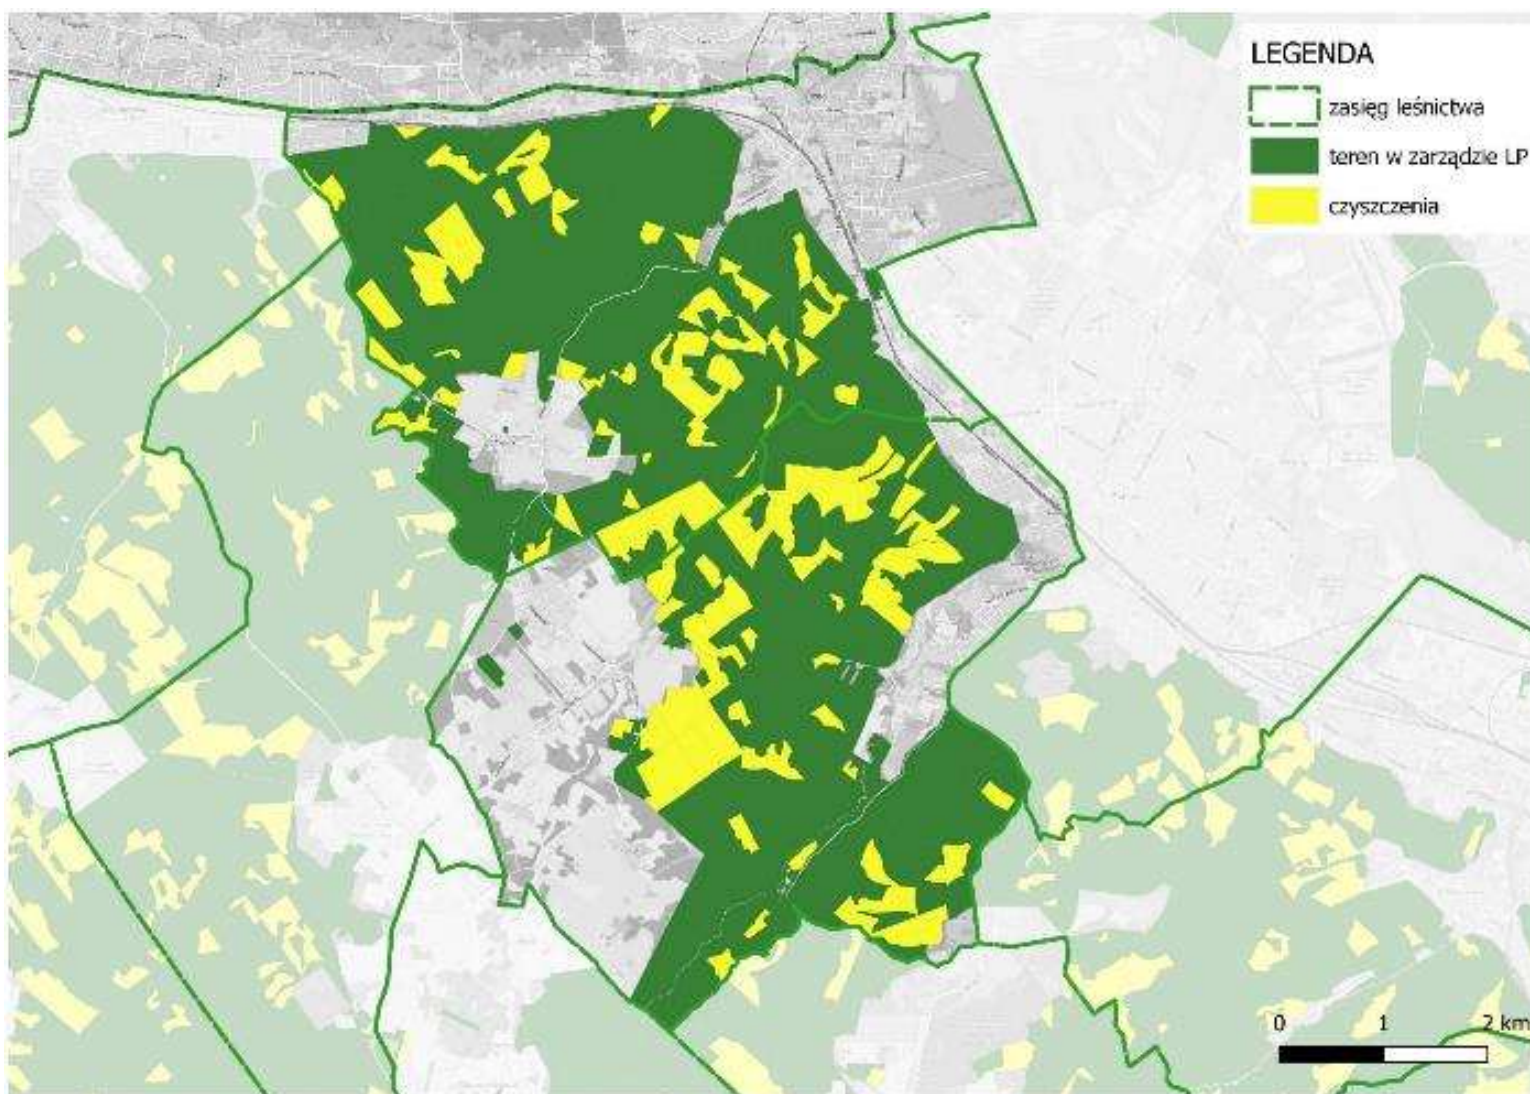 LEGENDA
zasięg leśnictwa
teren w zarządzie LP
czyszczenia
0 1 2 km